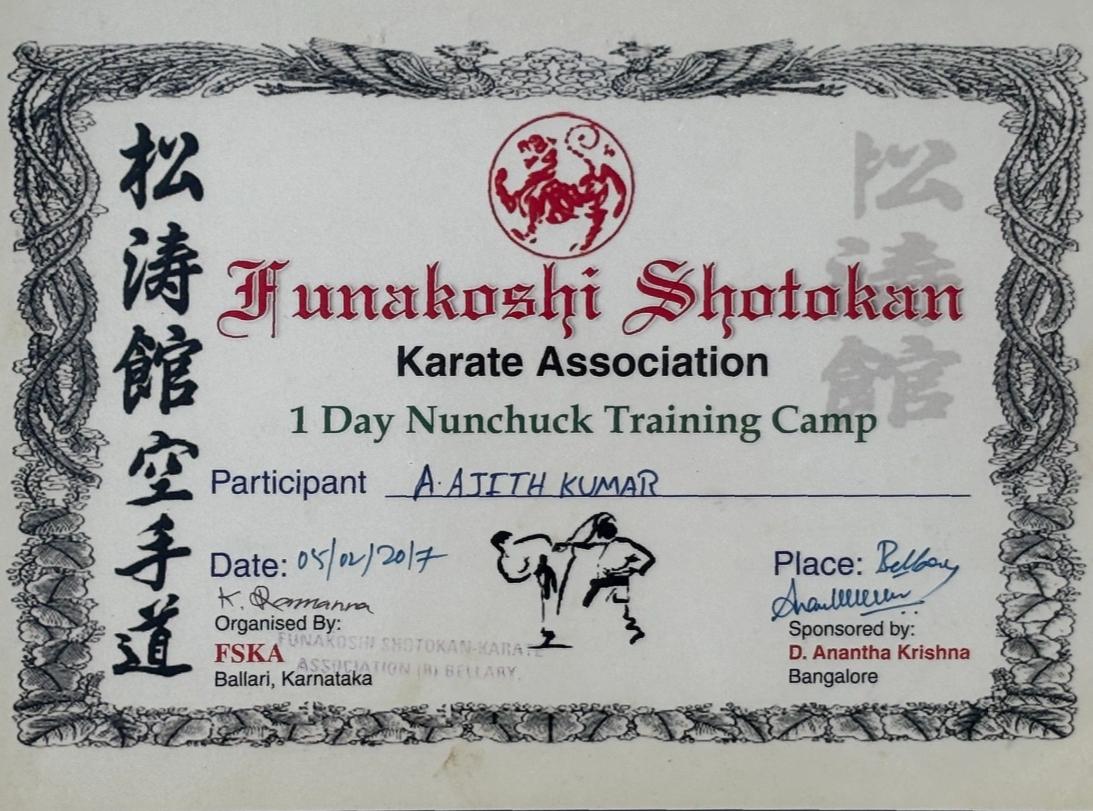 松涛館空手道
松涛館
Funakoshi Shotokan
Karate Association
1 Day Nunchuck Training Camp
Participant A. AJITH KUMAR
Date: 05/02/2017
Place: Bellary
K. Ramanna
Organised By:
FSKA
Ballari, Karnataka
FUNAKOSHI SHOTOKAN-KARATE
ASSOCIATION (R) BELLARY.
Sponsored by:
D. Anantha Krishna
Bangalore